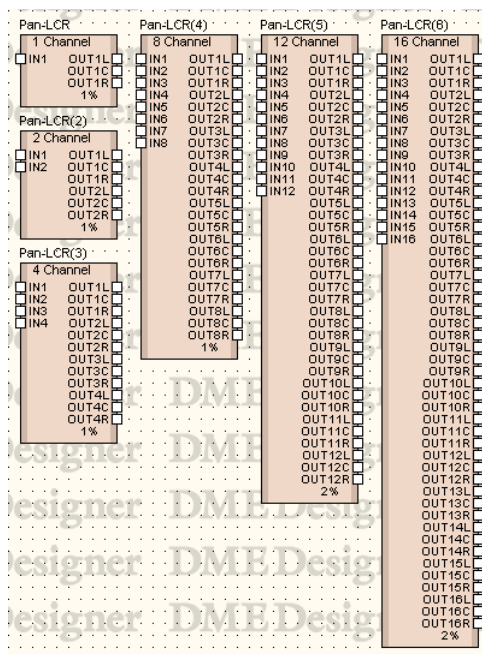 Pan-LCR
1 Channel
IN1 OUT1L
OUT1C
OUT1R
1%
Pan-LCR(2)
2 Channel
IN1 OUT1L
IN2 OUT1C
OUT1R
OUT2L
OUT2C
OUT2R
1%
Pan-LCR(3)
4 Channel
IN1 OUT1L
IN2 OUT1C
IN3 OUT1R
IN4 OUT2L
OUT2C
OUT2R
OUT3L
OUT3C
OUT3R
OUT4L
OUT4C
OUT4R
1%
Pan-LCR(4)
8 Channel
IN1 OUT1L
IN2 OUT1C
IN3 OUT1R
IN4 OUT2L
IN5 OUT2C
IN6 OUT2R
IN7 OUT3L
IN8 OUT3C
OUT3R
OUT4L
OUT4C
OUT4R
OUT5L
OUT5C
OUT5R
OUT6L
OUT6C
OUT6R
OUT7L
OUT7C
OUT7R
OUT8L
OUT8C
OUT8R
1%
Pan-LCR(5)
12 Channel
IN1 OUT1L
IN2 OUT1C
IN3 OUT1R
IN4 OUT2L
IN5 OUT2C
IN6 OUT2R
IN7 OUT3L
IN8 OUT3C
IN9 OUT3R
IN10 OUT4L
IN11 OUT4C
IN12 OUT4R
OUT5L
OUT5C
OUT5R
OUT6L
OUT6C
OUT6R
OUT7L
OUT7C
OUT7R
OUT8L
OUT8C
OUT8R
OUT9L
OUT9C
OUT9R
OUT10L
OUT10C
OUT10R
OUT11L
OUT11C
OUT11R
OUT12L
OUT12C
OUT12R
2%
Pan-LCR(6)
16 Channel
IN1 OUT1L
IN2 OUT1C
IN3 OUT1R
IN4 OUT2L
IN5 OUT2C
IN6 OUT2R
IN7 OUT3L
IN8 OUT3C
IN9 OUT3R
IN10 OUT4L
IN11 OUT4C
IN12 OUT4R
IN13 OUT5L
IN14 OUT5C
IN15 OUT5R
IN16 OUT6L
OUT6C
OUT6R
OUT7L
OUT7C
OUT7R
OUT8L
OUT8C
OUT8R
OUT9L
OUT9C
OUT9R
OUT10L
OUT10C
OUT10R
OUT11L
OUT11C
OUT11R
OUT12L
OUT12C
OUT12R
OUT13L
OUT13C
OUT13R
OUT14L
OUT14C
OUT14R
OUT15L
OUT15C
OUT15R
OUT16L
OUT16C
OUT16R
2%
DME
DME
Designer DME Designer
Designer DME Designer